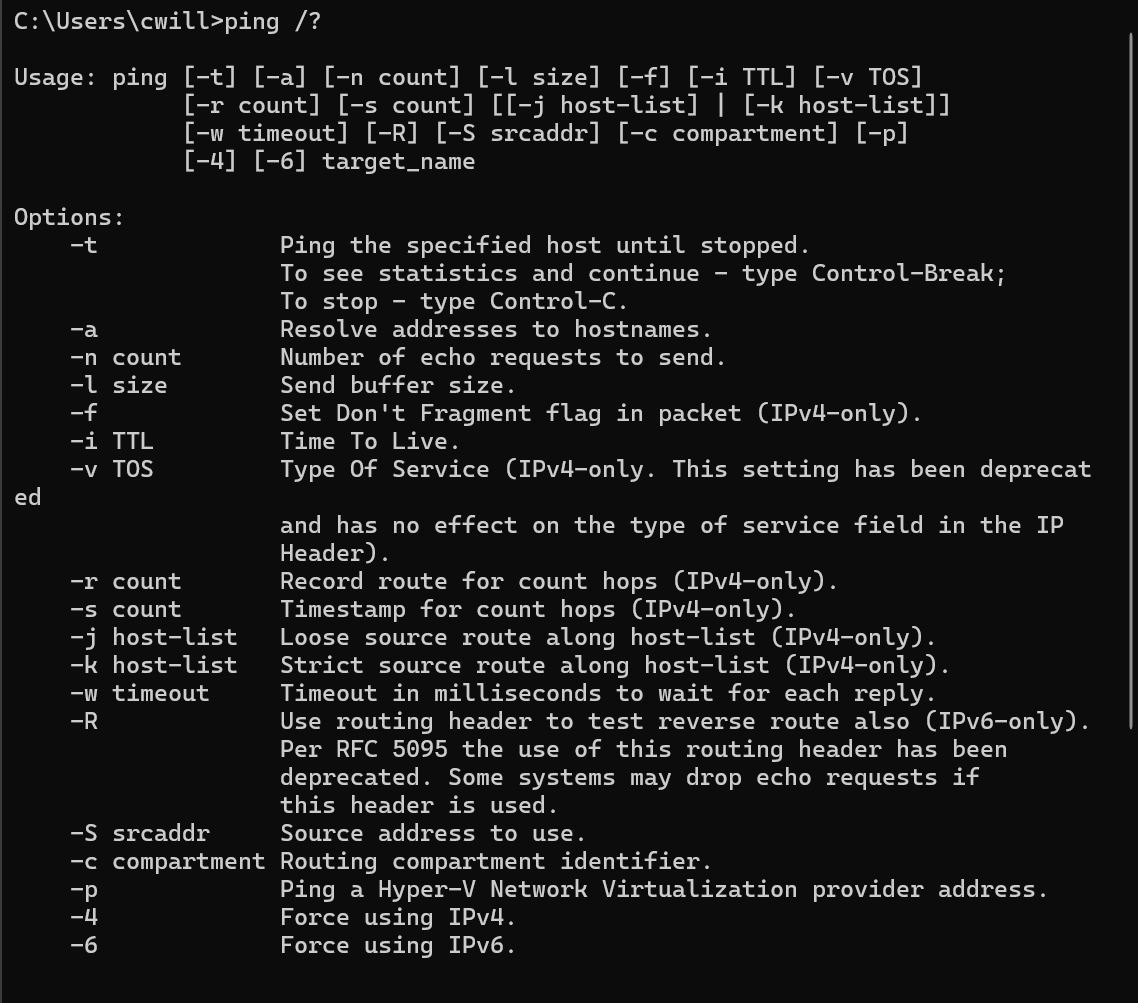 C:\Users\cwill>ping /?

Usage: ping [-t] [-a] [-n count] [-l size] [-f] [-i TTL] [-v TOS]
            [-r count] [-s count] [[-j host-list] | [-k host-list]]
            [-w timeout] [-R] [-S srcaddr] [-c compartment] [-p]
            [-4] [-6] target_name

Options:
    -t             Ping the specified host until stopped.
                   To see statistics and continue - type Control-Break;
                   To stop - type Control-C.
    -a             Resolve addresses to hostnames.
    -n count       Number of echo requests to send.
    -l size        Send buffer size.
    -f             Set Don't Fragment flag in packet (IPv4-only).
    -i TTL         Time To Live.
    -v TOS         Type Of Service (IPv4-only. This setting has been deprecat
ed
                   and has no effect on the type of service field in the IP
                   Header).
    -r count       Record route for count hops (IPv4-only).
    -s count       Timestamp for count hops (IPv4-only).
    -j host-list   Loose source route along host-list (IPv4-only).
    -k host-list   Strict source route along host-list (IPv4-only).
    -w timeout     Timeout in milliseconds to wait for each reply.
    -R             Use routing header to test reverse route also (IPv6-only).
                   Per RFC 5095 the use of this routing header has been
                   deprecated. Some systems may drop echo requests if
                   this header is used.
    -S srcaddr     Source address to use.
    -c compartment Routing compartment identifier.
    -p             Ping a Hyper-V Network Virtualization provider address.
    -4             Force using IPv4.
    -6             Force using IPv6.